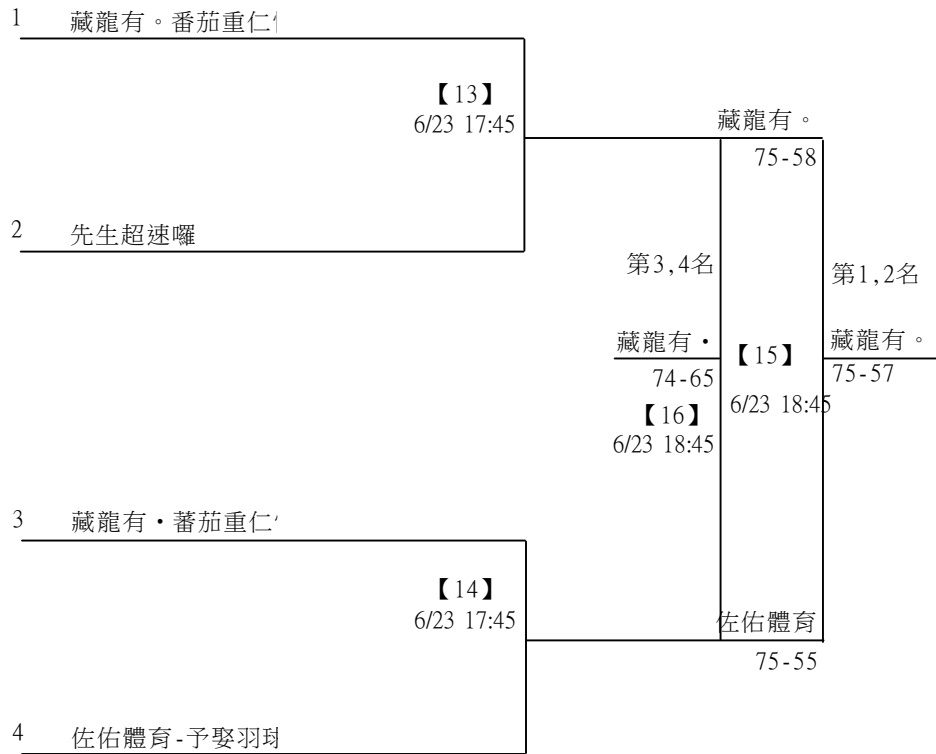 1 藏龍有。番茄重仁
【13】
6/23 17:45
藏龍有。
75-58
2 先生超速囉
第3,4名
第1,2名
藏龍有・
74-65
【15】
藏龍有。
75-57
【16】
6/23 18:45
6/23 18:45
3 藏龍有・蕃茄重仁
【14】
6/23 17:45
佐佑體育
75-55
4 佐佑體育-予娶羽